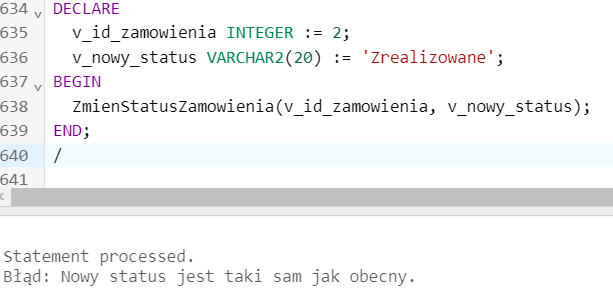 634 DECLARE
635 v_id_zamowienia INTEGER := 2;
636 v_nowy_status VARCHAR2(20) := 'Zrealizowane';
637 BEGIN
638 ZmienStatusZamowienia(v_id_zamowienia, v_nowy_status);
639 END;
640 /
641
Statement processed.
Błąd: Nowy status jest taki sam jak obecny.